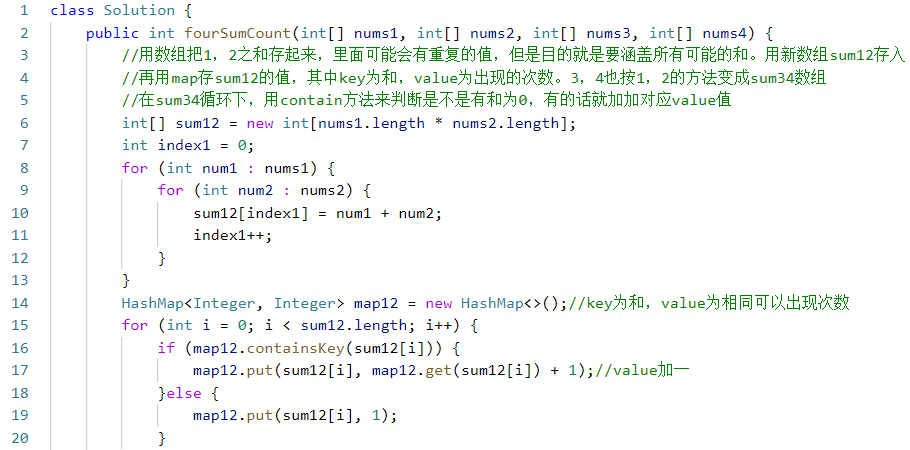 1 class Solution {
2 public int fourSumCount(int[] nums1, int[] nums2, int[] nums3, int[] nums4) {
3 //用数组把1，2之和存起来，里面可能会有重复的值，但是目的就是要涵盖所有可能的和。用新数组sum12存入
4 //再用map存sum12的值，其中key为和，value为出现的次数。3，4也按1，2的方法变成sum34数组
5 //在sum34循环下，用contain方法来判断是不是有和为0，有的话就加加对应value值
6 int[] sum12 = new int[nums1.length * nums2.length];
7 int index1 = 0;
8 for (int num1 : nums1) {
9 for (int num2 : nums2) {
10 sum12[index1] = num1 + num2;
11 index1++;
12 }
13 }
14 HashMap<Integer, Integer> map12 = new HashMap<>();//key为和，value为相同可以出现次数
15 for (int i = 0; i < sum12.length; i++) {
16 if (map12.containsKey(sum12[i])) {
17 map12.put(sum12[i], map12.get(sum12[i]) + 1);//value加一
18 }else {
19 map12.put(sum12[i], 1);
20 }